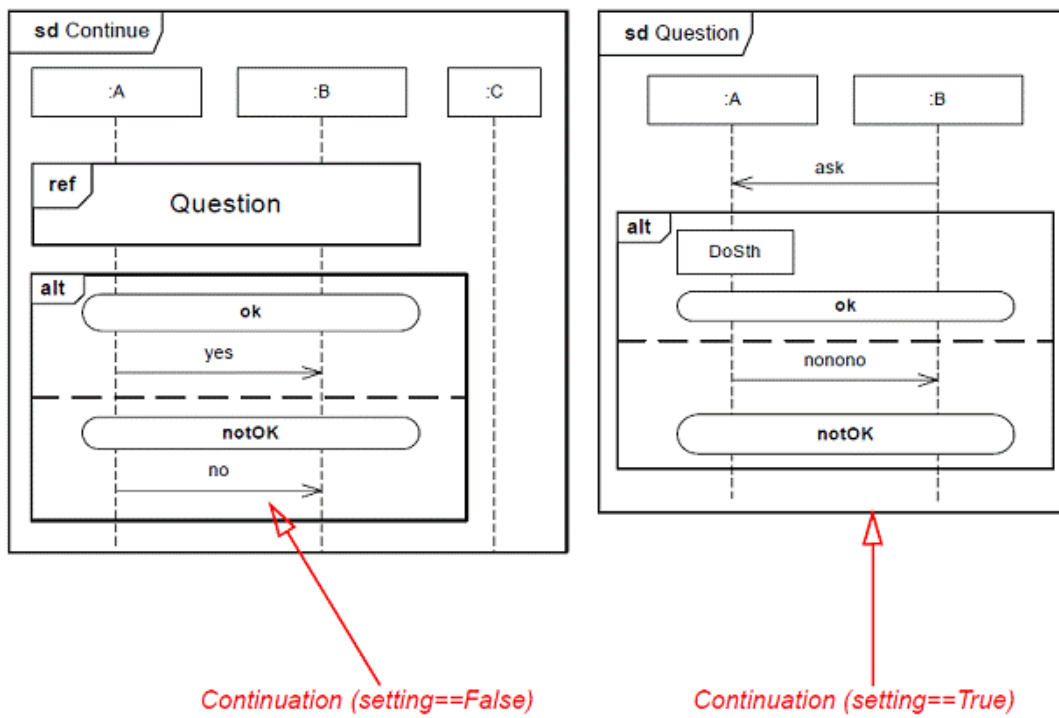 sd Continue
:A
:B
:C
ref
Question
alt
ok
yes
notOK
no
Continuation (setting==False)
sd Question
:A
:B
ask
alt
DoSth
ok
nonono
notOK
Continuation (setting==True)